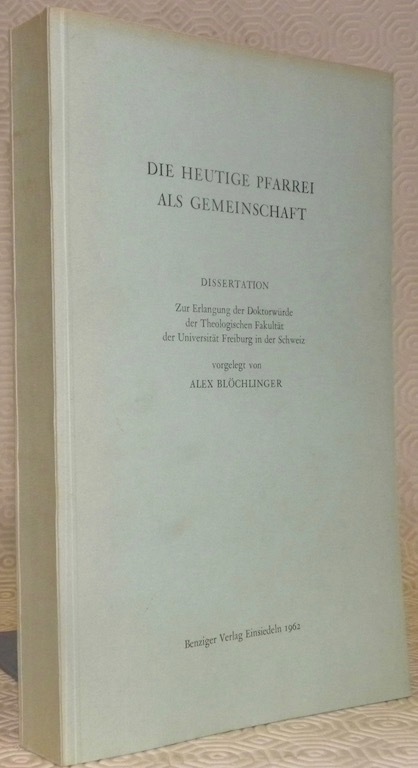 DIE HEUTIGE PFARREI
ALS GEMEINSCHAFT
DISSERTATION
Zur Erlangung der Doktorwürde
der Theologischen Fakultät
der Universität Freiburg in der Schweiz
vorgelegt von
ALEX BLÖCHLINGER
Benziger Verlag Einsiedeln 1962